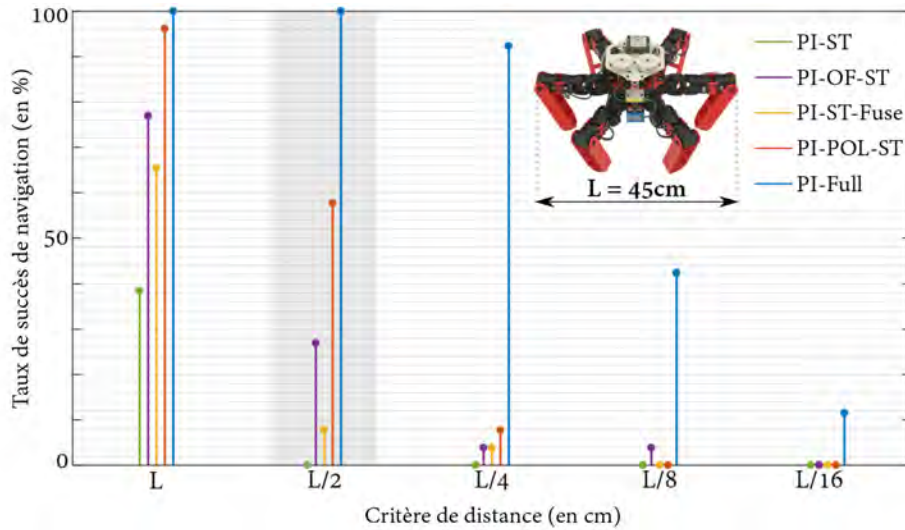 100
50
0
Taux de succès de navigation (en %)
L
L/2
L/4
L/8
L/16
Critère de distance (en cm)
L = 45cm
PI-ST
PI-OF-ST
PI-ST-Fuse
PI-POL-ST
PI-Full